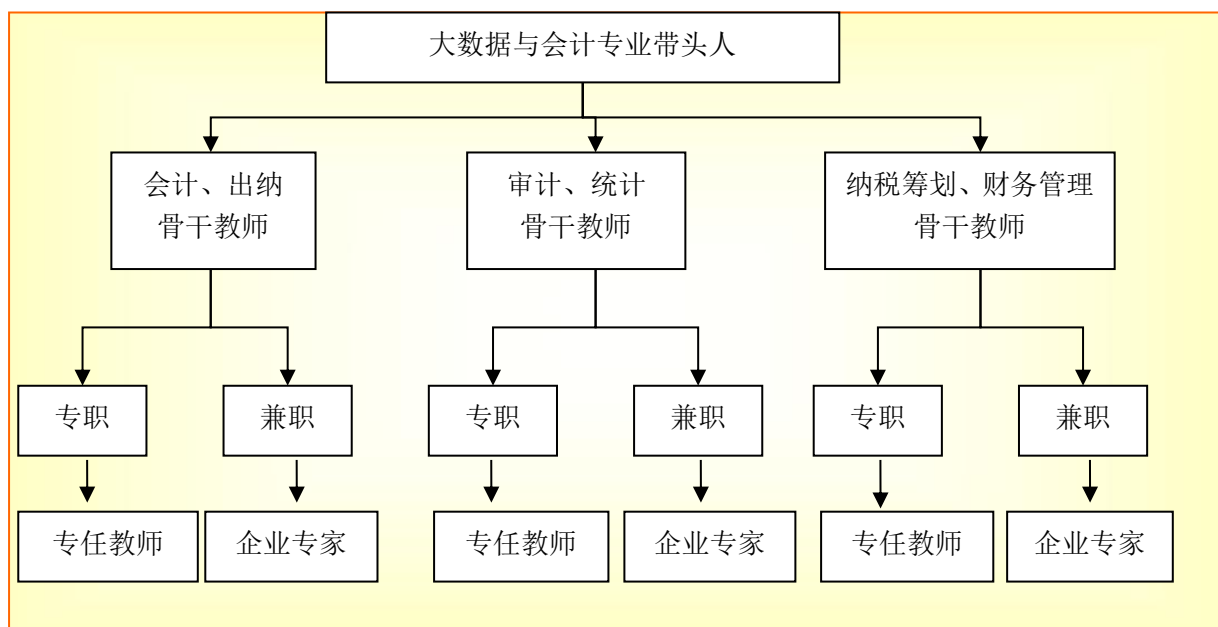 大数据与会计专业带头人
会计、出纳
骨干教师
审计、统计
骨干教师
纳税筹划、财务管理
骨干教师
专职
兼职
专职
兼职
专职
兼职
专任教师
企业专家
专任教师
企业专家
专任教师
企业专家